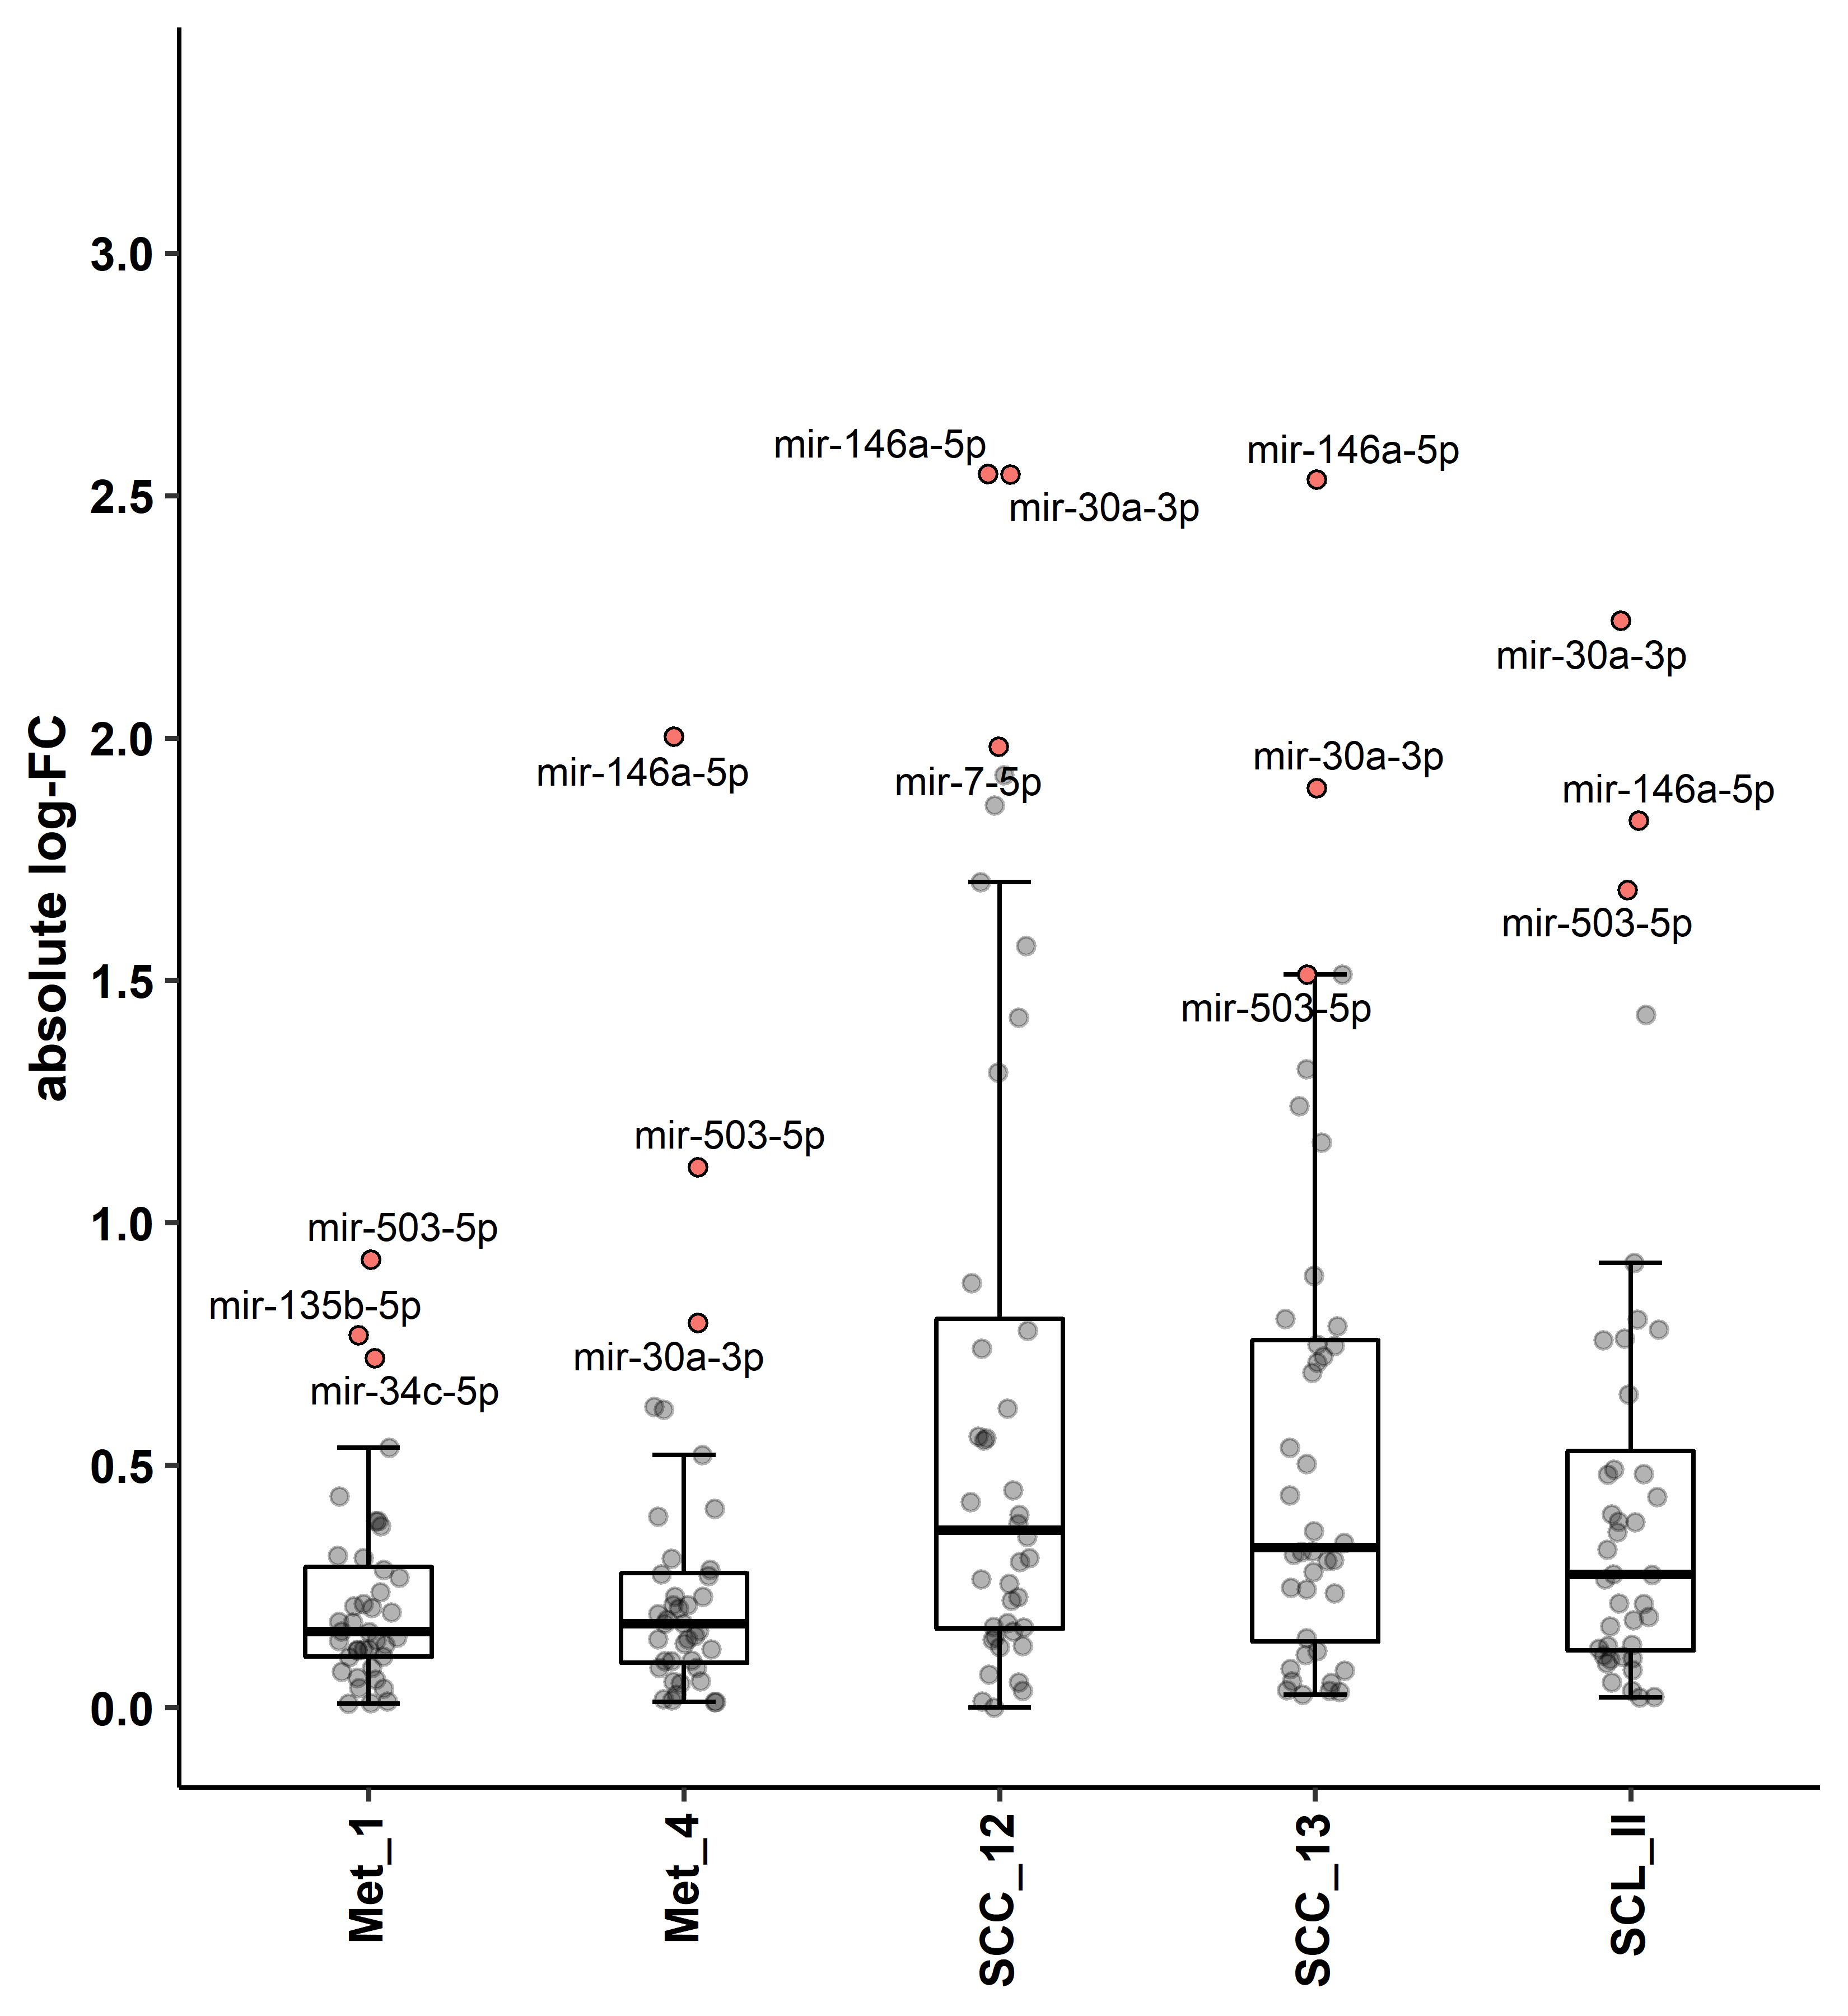 absolute log-FC
3.0
2.5
2.0
1.5
1.0
0.5
0.0
mir-146a-5p
mir-30a-3p
mir-146a-5p
mir-30a-3p
mir-146a-5p
mir-7-5p
mir-30a-3p
mir-146a-5p
mir-503-5p
mir-503-5p
mir-503-5p
mir-503-5p
mir-135b-5p
mir-30a-3p
mir-34c-5p
Met_1
Met_4
SCC_12
SCC_13
SCL_II